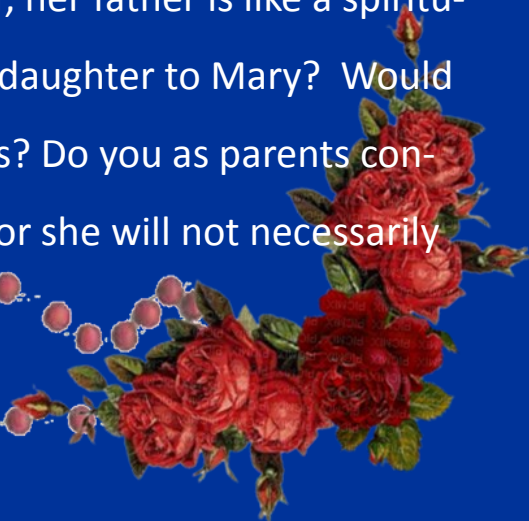 , her father is like a spiritu-
daughter to Mary? Would
s? Do you as parents con-
or she will not necessarily